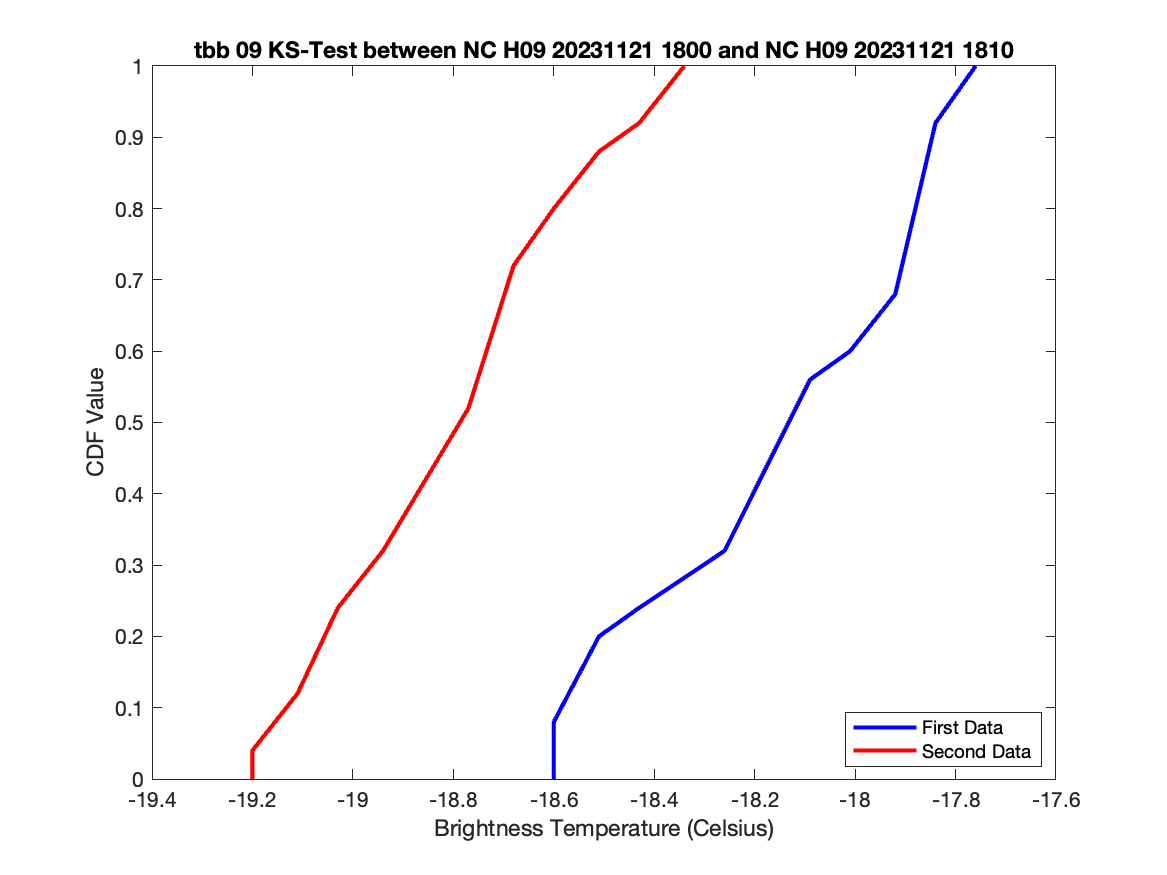 tbb 09 KS-Test between NC H09 20231121 1800 and NC H09 20231121 1810
1
0.9
0.8
0.7
0.6
0.5
0.4
0.3
0.2
0.1
0
CDF Value
First Data
Second Data
-19.4 -19.2 -19 -18.8 -18.6 -18.4 -18.2 -18 -17.8 -17.6
Brightness Temperature (Celsius)